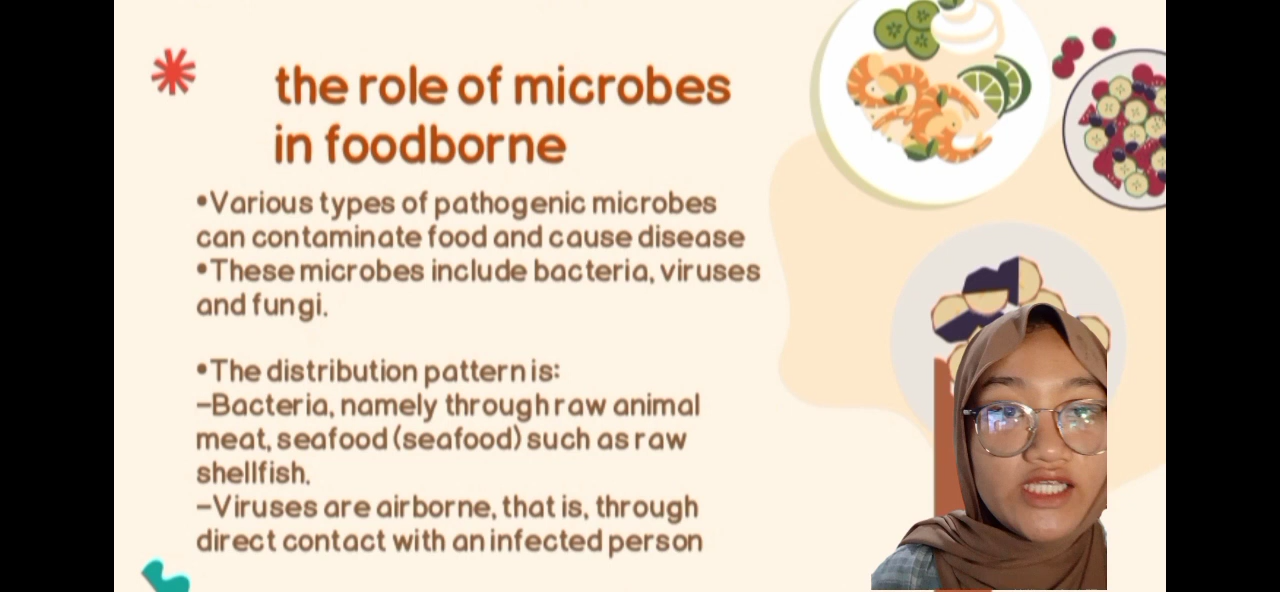 the role of microbes
in foodborne
•Various types of pathogenic microbes
can contaminate food and cause disease
•These microbes include bacteria, viruses
and fungi.
•The distribution pattern is:
-Bacteria, namely through raw animal
meat, seafood (seafood) such as raw
shellfish.
-Viruses are airborne, that is, through
direct contact with an infected person